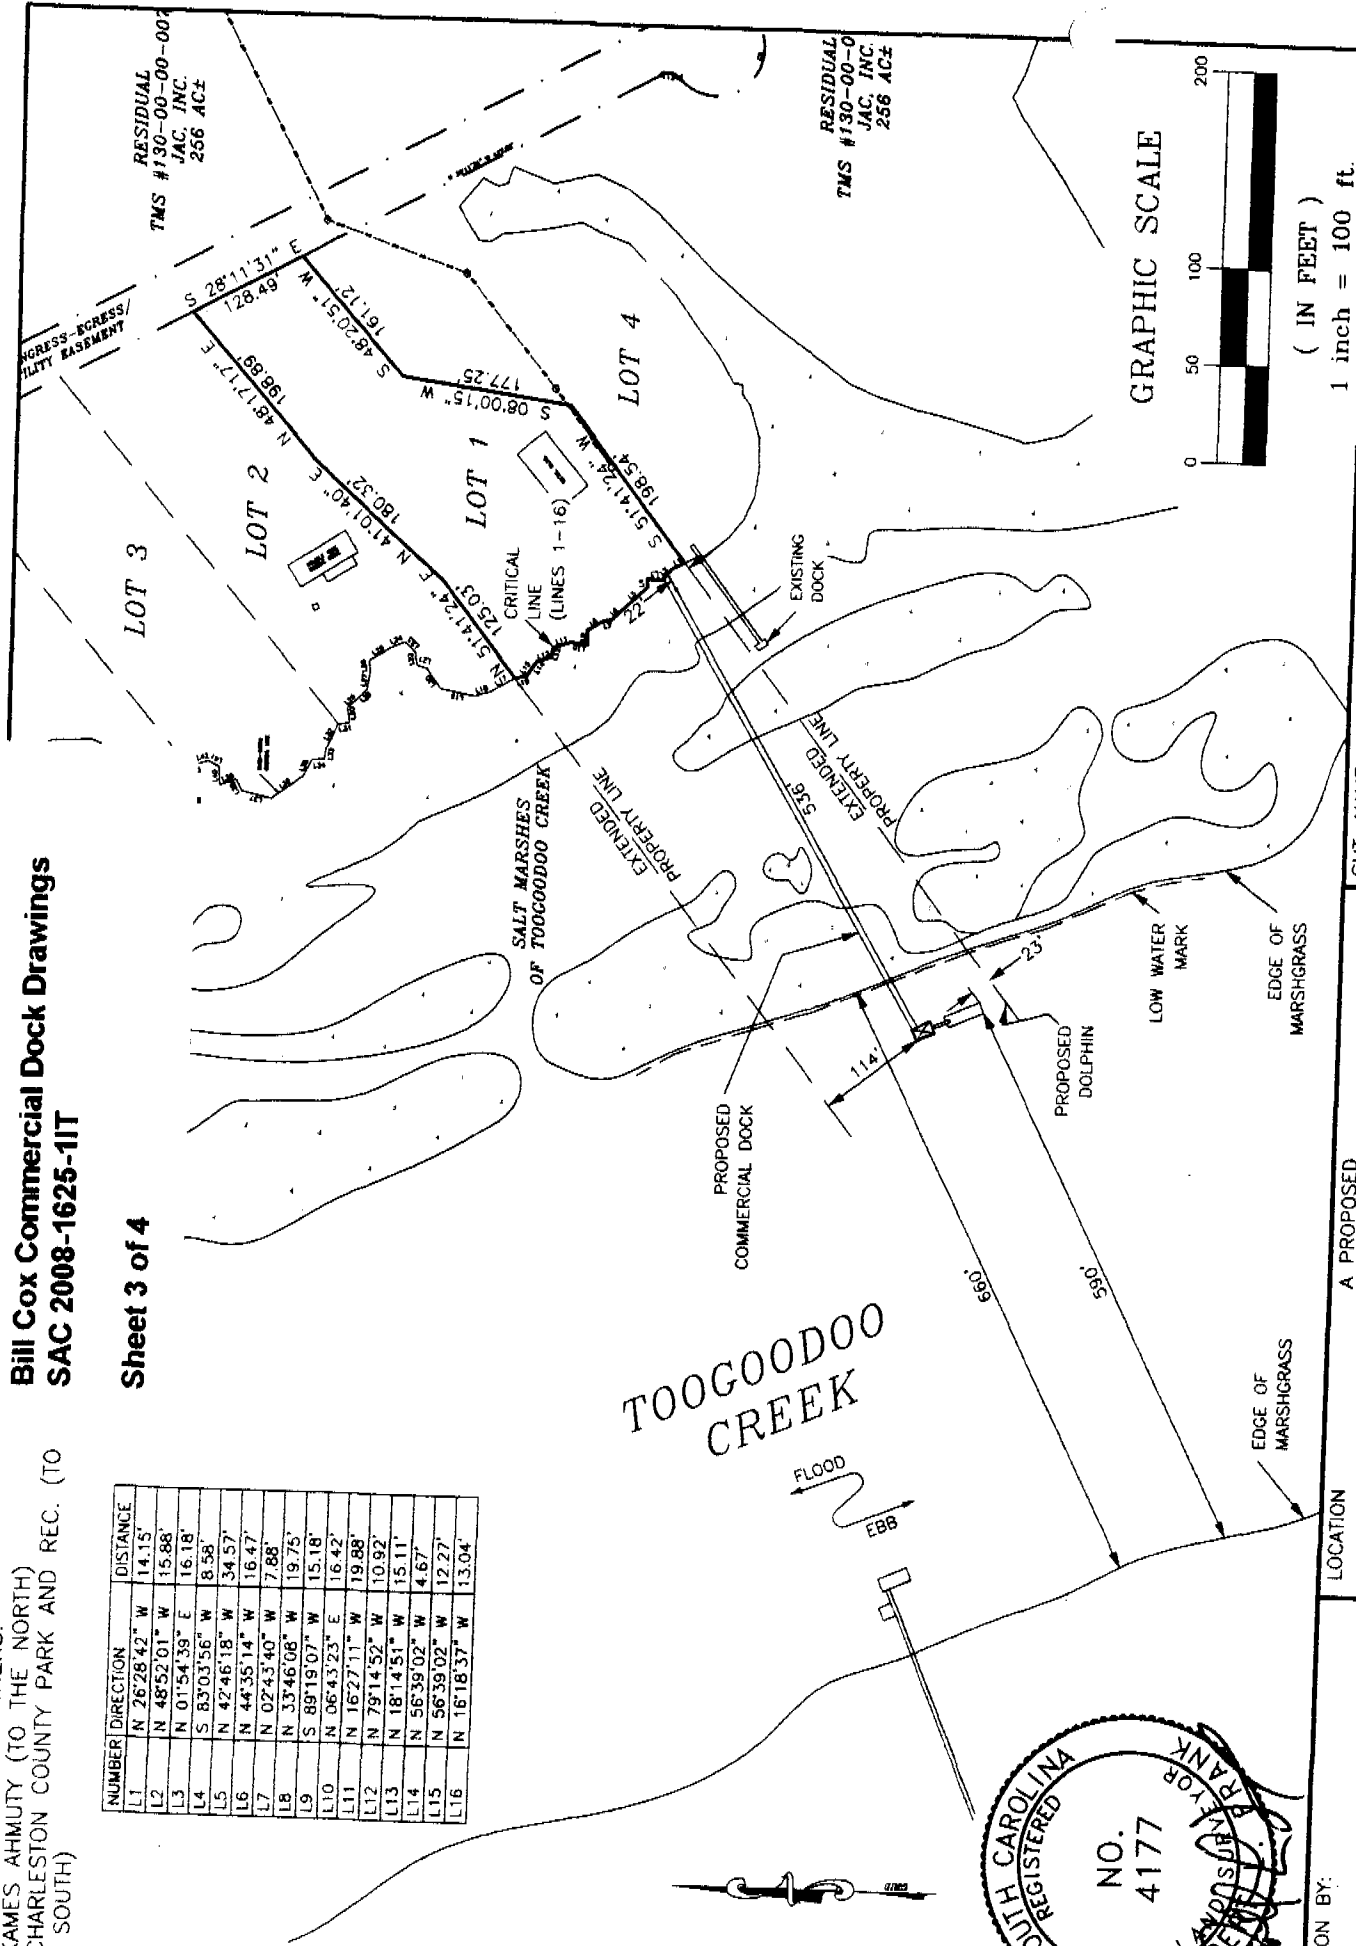 AMES AHMUTY (TO THE NORTH)
CHARLESTON COUNTY PARK AND REC. (TO
SOUTH)
Bill Cox Commercial Dock Drawings
SAC 2008-1625-1IT
Sheet 3 of 4
NUMBER DIRECTION DISTANCE
L1 N 26°28'42" W 14.15'
L2 N 48°52'01" W 15.88'
L3 N 01°54'39" E 16.18'
L4 S 83°03'56" W 8.58'
L5 N 42°46'18" W 34.57'
L6 N 44°35'14" W 16.47'
L7 N 02°43'40" W 7.88'
L8 N 33°46'08" W 19.75'
L9 S 89°19'07" W 15.18'
L10 N 06°43'23" E 16.42'
L11 N 16°27'11" W 19.88'
L12 N 79°14'52" W 10.92'
L13 N 18°14'51" W 15.11'
L14 N 56°39'02" W 4.67'
L15 N 56°39'02" W 12.27'
L16 N 16°18'37" W 13.04'
RESIDUAL
TMS #130-00-00-007
JAC, INC.
256 AC±
NGRESS-EGRESS/
ILITY EASEMENT
S 28°11'31" E
128.49'
N 48°17'17" E
198.89'
S 48°20'51" W
161.12'
LOT 3
LOT 2
N 41°01'40" E
180.32'
S 08°00'15" W
177.25'
LOT 1
LOT 4
N 51°41'24" E
125.03'
S 51°41'24" W
198.54'
CRITICAL
LINE
(LINES 1-16)
22'
EXISTING
DOCK
RESIDUAL
TMS #130-00-0
JAC, INC.
256 AC±
SALT MARSHES
OF TOOGOODOO CREEK
EXTENDED
PROPERTY LINE
536'
EXTENDED
PROPERTY LINE
GRAPHIC SCALE
0 50 100 200
( IN FEET )
1 inch = 100 ft.
PROPOSED
COMMERCIAL DOCK
114'
23'
PROPOSED
DOLPHIN
LOW WATER
MARK
EDGE OF
MARSHGRASS
660'
590'
TOOGOODOO
CREEK
FLOOD
EBB
EDGE OF
MARSHGRASS
LOCATION
A PROPOSED
SOUTH CAROLINA
REGISTERED
NO.
4177
ON BY: